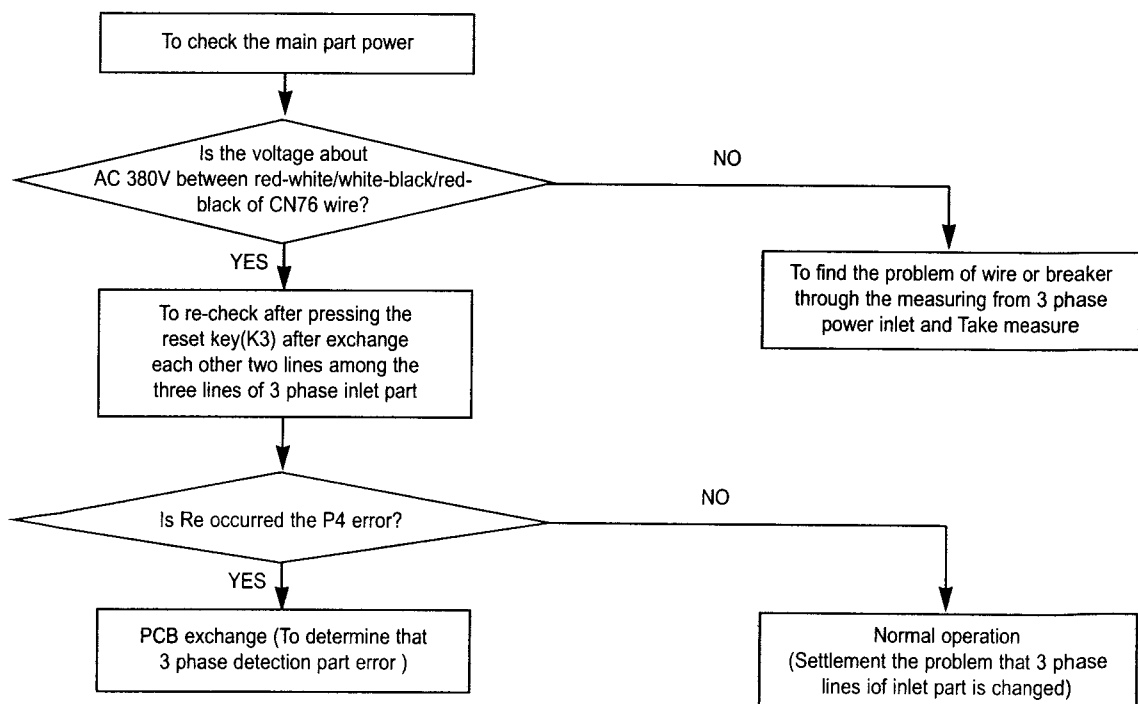 To check the main part power
Is the voltage about
AC 380V between red-white/white-black/red-
black of CN76 wire?
NO
YES
To find the problem of wire or breaker
through the measuring from 3 phase
power inlet and Take measure
To re-check after pressing the
reset key(K3) after exchange
each other two lines among the
three lines of 3 phase inlet part
Is Re occurred the P4 error?
NO
YES
PCB exchange (To determine that
3 phase detection part error )
Normal operation
(Settlement the problem that 3 phase
lines iof inlet part is changed)